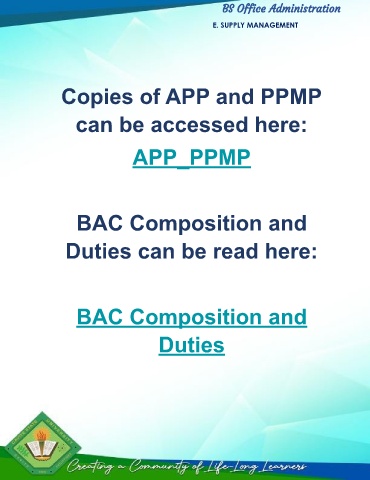 BS Office Administration
E. SUPPLY MANAGEMENT
Copies of APP and PPMP
can be accessed here:
APP_PPMP
BAC Composition and
Duties can be read here:
BAC Composition and
Duties
Creating a Community of Life-Long Learners